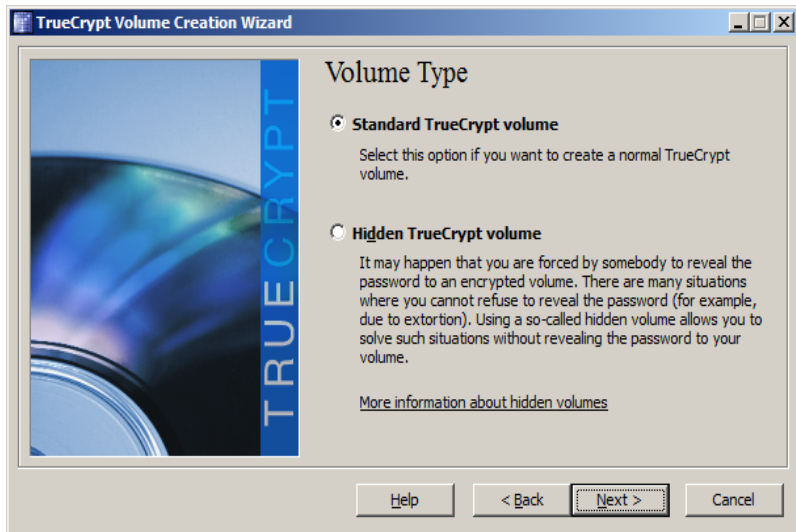 TrueCrypt Volume Creation Wizard
TRUECRYPT
Volume Type
Standard TrueCrypt volume
Select this option if you want to create a normal TrueCrypt
volume.
Hidden TrueCrypt volume
It may happen that you are forced by somebody to reveal the
password to an encrypted volume. There are many situations
where you cannot refuse to reveal the password (for example,
due to extortion). Using a so-called hidden volume allows you to
solve such situations without revealing the password to your
volume.
More information about hidden volumes
Help < Back Next > Cancel